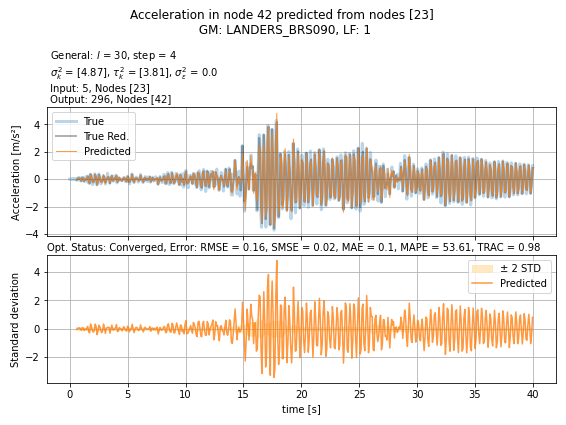 Acceleration in node 42 predicted from nodes [23]
GM: LANDERS_BRS090, LF: 1
General: l = 30, step = 4
σ²ₖ = [4.87], τ²ₖ = [3.81], σ²ε = 0.0
Input: 5, Nodes [23]
Output: 296, Nodes [42]
True
True Red.
Predicted
Acceleration [m/s²]
4
2
0
−2
−4
Opt. Status: Converged, Error: RMSE = 0.16, SMSE = 0.02, MAE = 0.1, MAPE = 53.61, TRAC = 0.98
± 2 STD
Predicted
Standard deviation
4
2
0
−2
0 5 10 15 20 25 30 35 40
time [s]